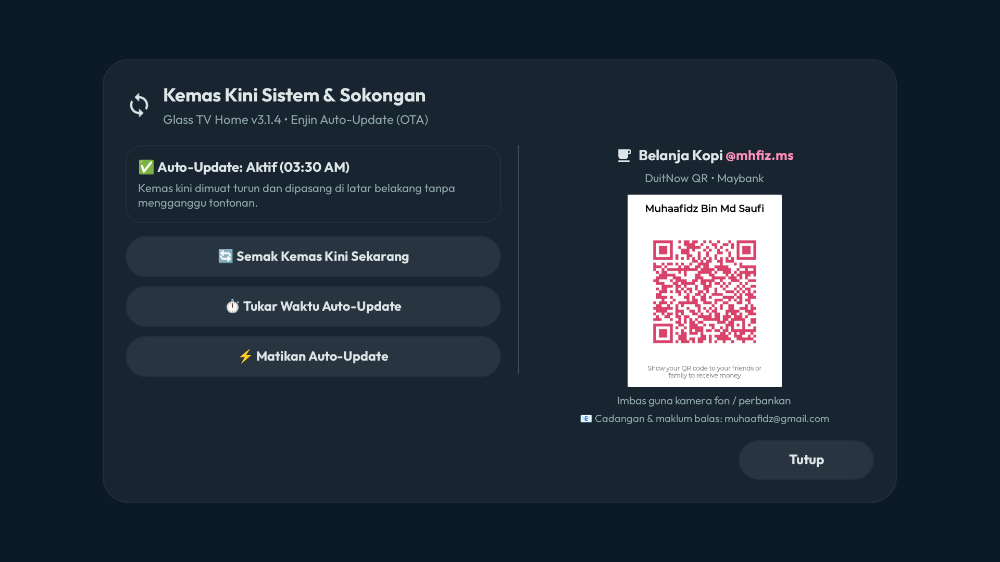 Kemas Kini Sistem & Sokongan
Glass TV Home v3.1.4 • Enjin Auto-Update (OTA)
✅ Auto-Update: Aktif (03:30 AM)
Kemas kini dimuat turun dan dipasang di latar belakang tanpa
mengganggu tontonan.
🔄 Semak Kemas Kini Sekarang
⏱️ Tukar Waktu Auto-Update
⚡ Matikan Auto-Update
Belanja Kopi @mhfiz.ms
DuitNow QR • Maybank
Muhaafidz Bin Md Saufi
Show your QR code to your friends or
family to receive money
Imbas guna kamera fon / perbankan
📧 Cadangan & maklum balas: muhaafidz@gmail.com
Tutup